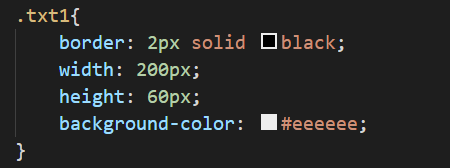 .txt1{
border: 2px solid black;
width: 200px;
height: 60px;
background-color: #eeeeee;
}